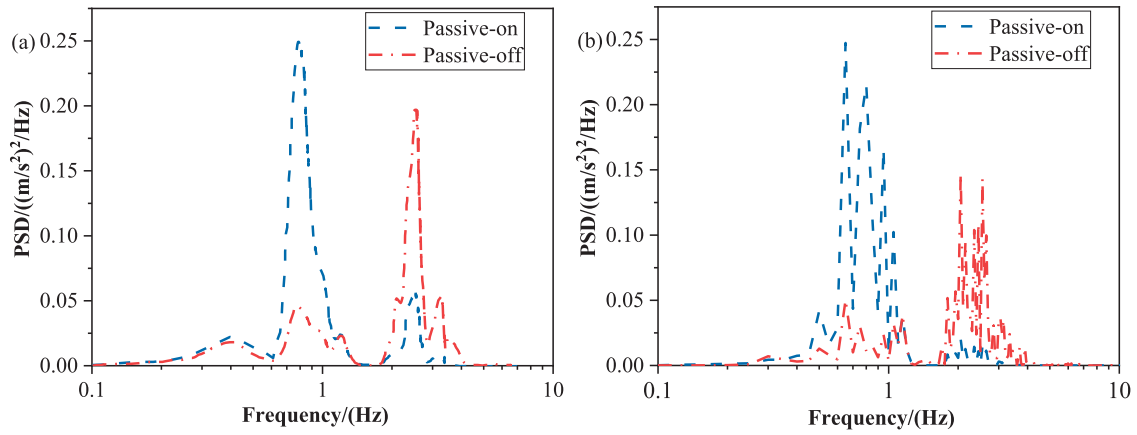 (a)
Passive-on
Passive-off
PSD/((m/s²)²/Hz)
0.25
0.20
0.15
0.10
0.05
0.00
0.1
1
10
Frequency/(Hz)
(b)
Passive-on
Passive-off
PSD/((m/s²)²/Hz)
0.25
0.20
0.15
0.10
0.05
0.00
0.1
1
10
Frequency/(Hz)